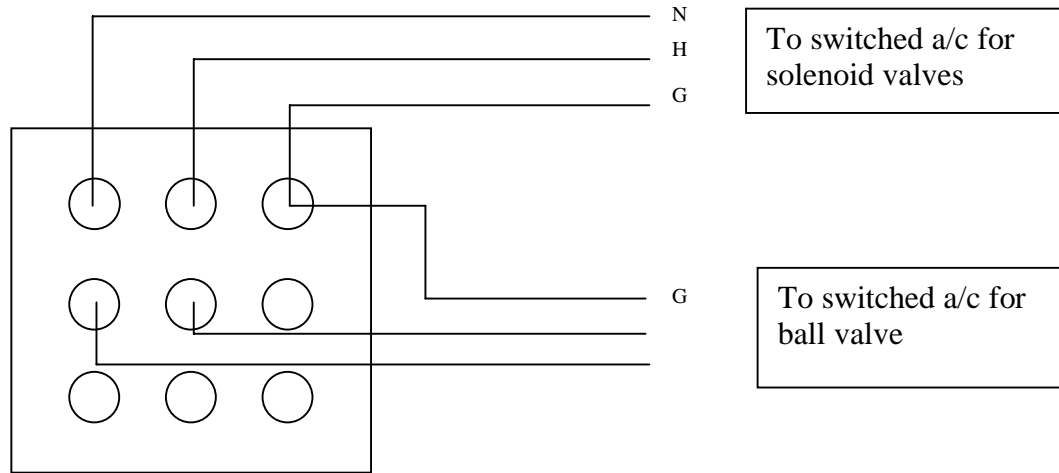 N
H
G
To switched a/c for
solenoid valves
G
To switched a/c for
ball valve